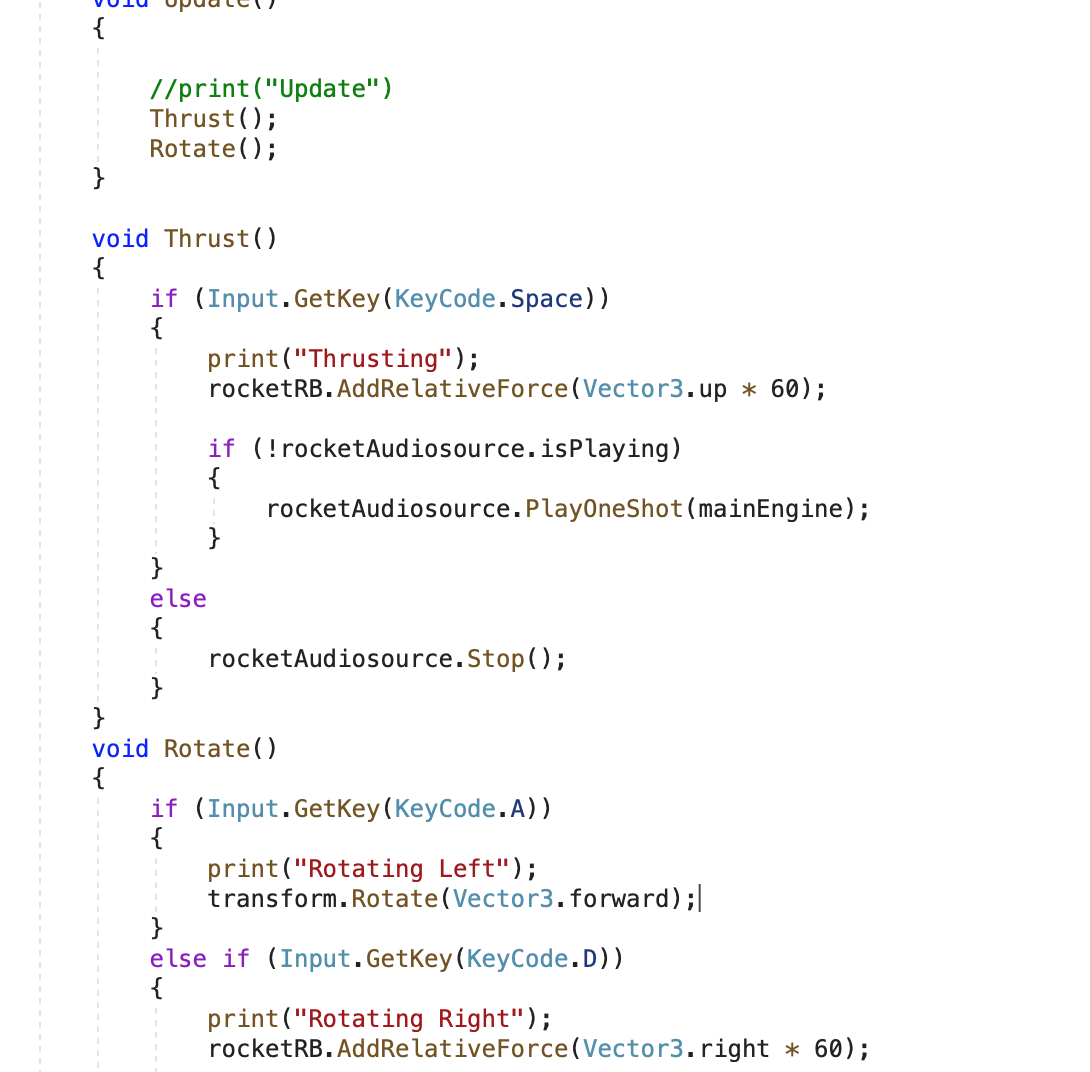 void Update()
{
//print("Update")
Thrust();
Rotate();
}
void Thrust()
{
if (Input.GetKey(KeyCode.Space))
{
print("Thrusting");
rocketRB.AddRelativeForce(Vector3.up * 60);
if (!rocketAudiosource.isPlaying)
{
rocketAudiosource.PlayOneShot(mainEngine);
}
}
else
{
rocketAudiosource.Stop();
}
}
void Rotate()
{
if (Input.GetKey(KeyCode.A))
{
print("Rotating Left");
transform.Rotate(Vector3.forward);
}
else if (Input.GetKey(KeyCode.D))
{
print("Rotating Right");
rocketRB.AddRelativeForce(Vector3.right * 60);